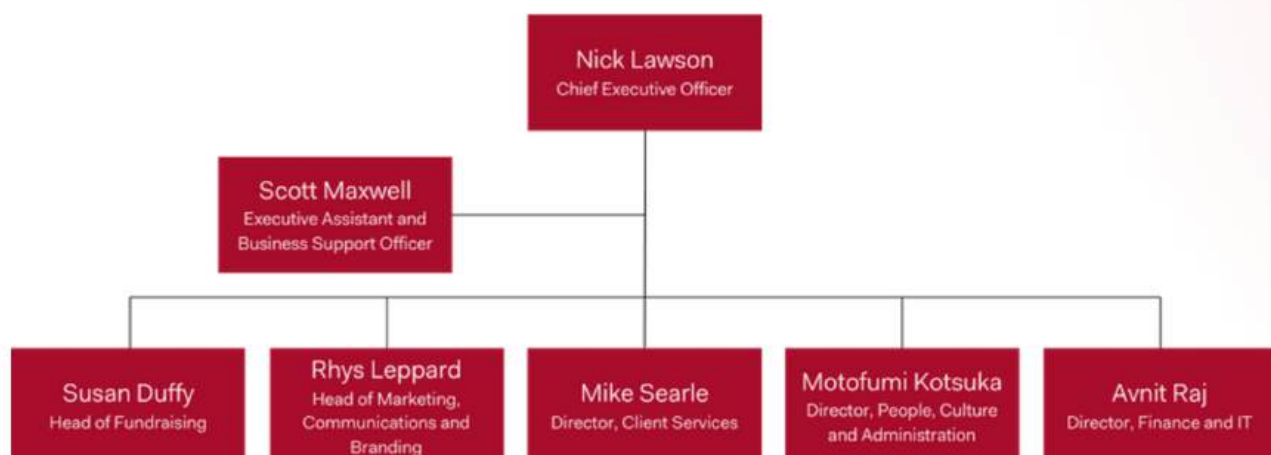 Nick Lawson
Chief Executive Officer
Scott Maxwell
Executive Assistant and
Business Support Officer
Susan Duffy
Head of Fundraising
Rhys Leppard
Head of Marketing,
Communications and
Branding
Mike Searle
Director, Client Services
Motofumi Kotsuka
Director, People, Culture
and Administration
Avnit Raj
Director, Finance and IT